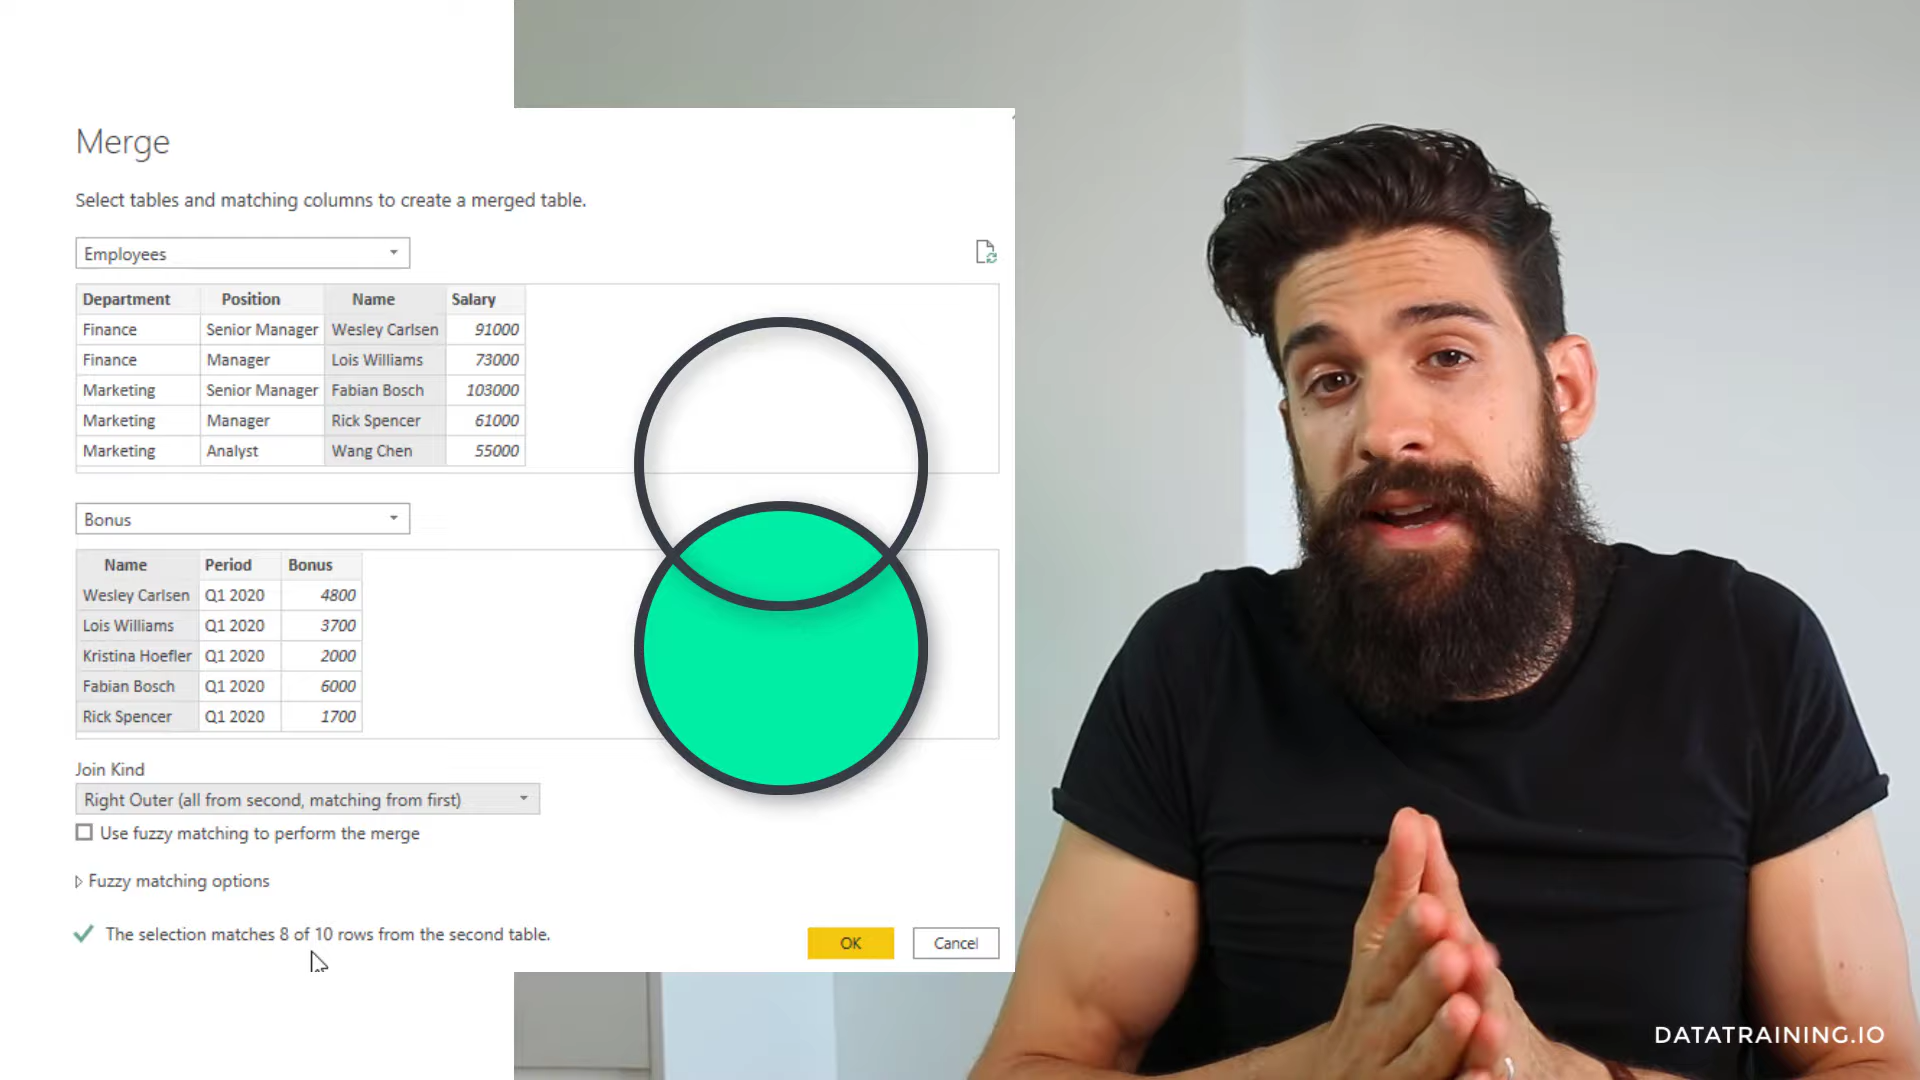 Merge
Select tables and matching columns to create a merged table.
Employees
Department Position Name Salary
Finance Senior Manager Wesley Carlsen 91000
Finance Manager Lois Williams 73000
Marketing Senior Manager Fabian Bosch 103000
Marketing Manager Rick Spencer 61000
Marketing Analyst Wang Chen 55000
Bonus
Name Period Bonus
Wesley Carlsen Q1 2020 4800
Lois Williams Q1 2020 3700
Kristina Hoefler Q1 2020 2000
Fabian Bosch Q1 2020 6000
Rick Spencer Q1 2020 1700
Join Kind
Right Outer (all from second, matching from first)
Use fuzzy matching to perform the merge
Fuzzy matching options
The selection matches 8 of 10 rows from the second table.
OK Cancel
DATATRAINING.IO